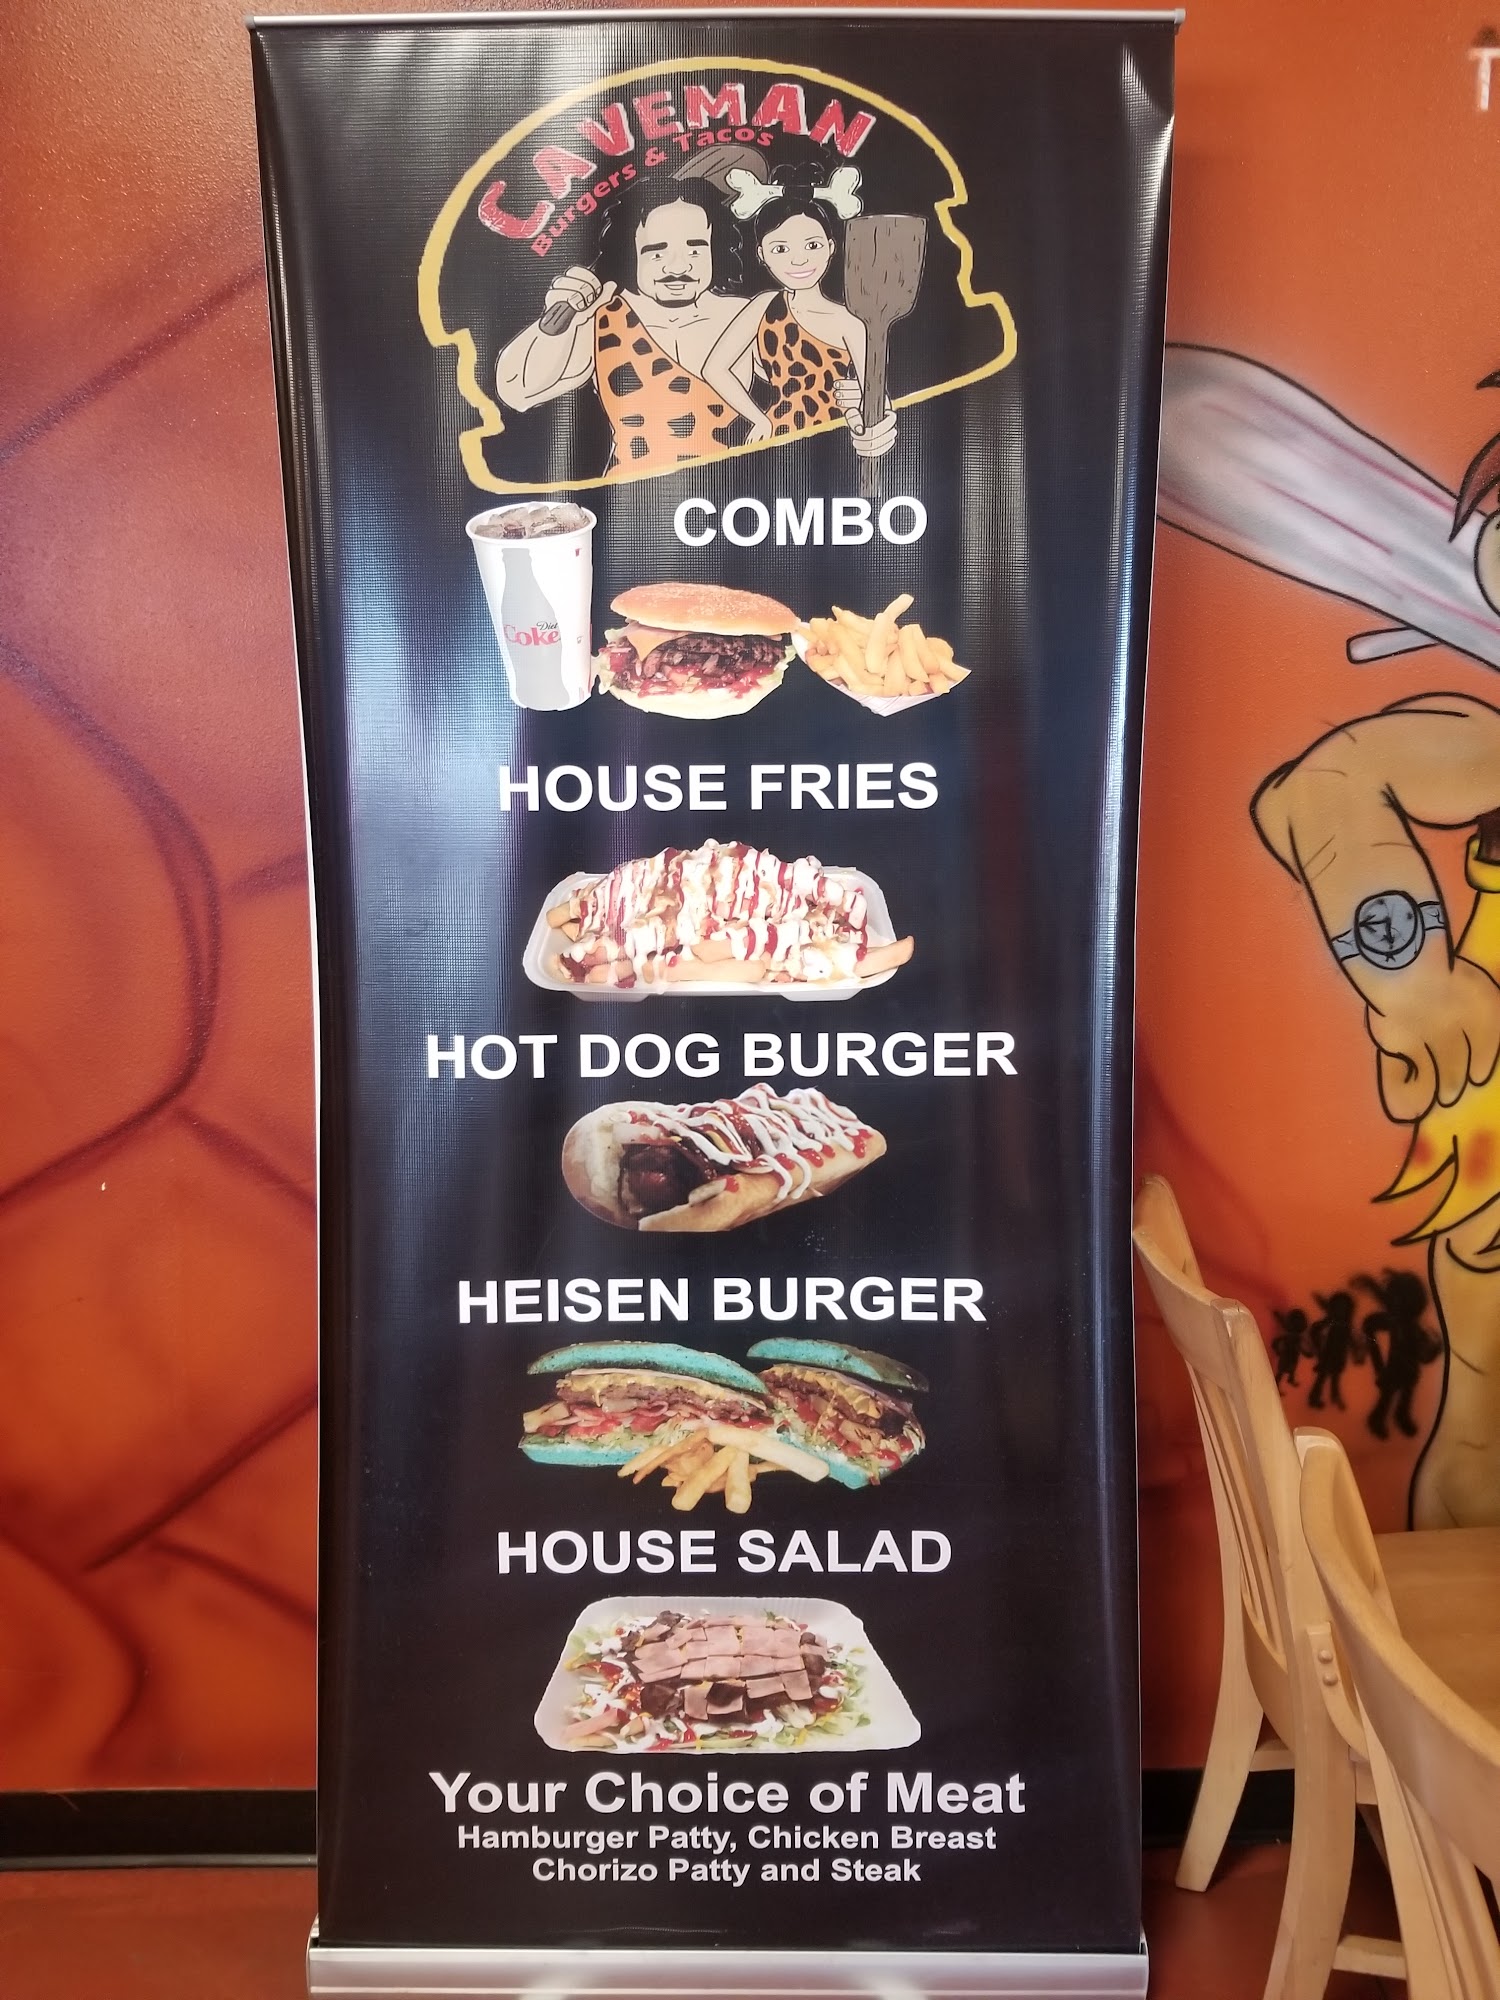 CAVEMAN
Burgers & Tacos
COMBO
Diet
Coke
HOUSE FRIES
HOT DOG BURGER
HEISEN BURGER
HOUSE SALAD
Your Choice of Meat
Hamburger Patty, Chicken Breast
Chorizo Patty and Steak